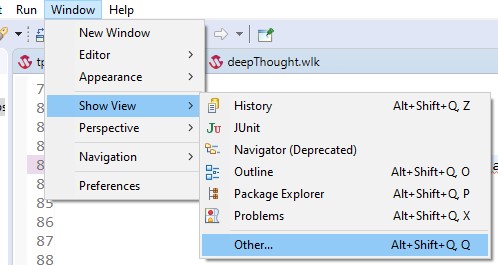 t Run Window Help
New Window
Editor
Appearance
Show View
Perspective
Navigation
Preferences
tp
deepThought.wlk
History Alt+Shift+Q, Z
JUnit
Navigator (Deprecated)
Outline Alt+Shift+Q, O
Package Explorer Alt+Shift+Q, P
Problems Alt+Shift+Q, X
Other... Alt+Shift+Q, Q
7
8
8
8
8
8
8
86
87
88